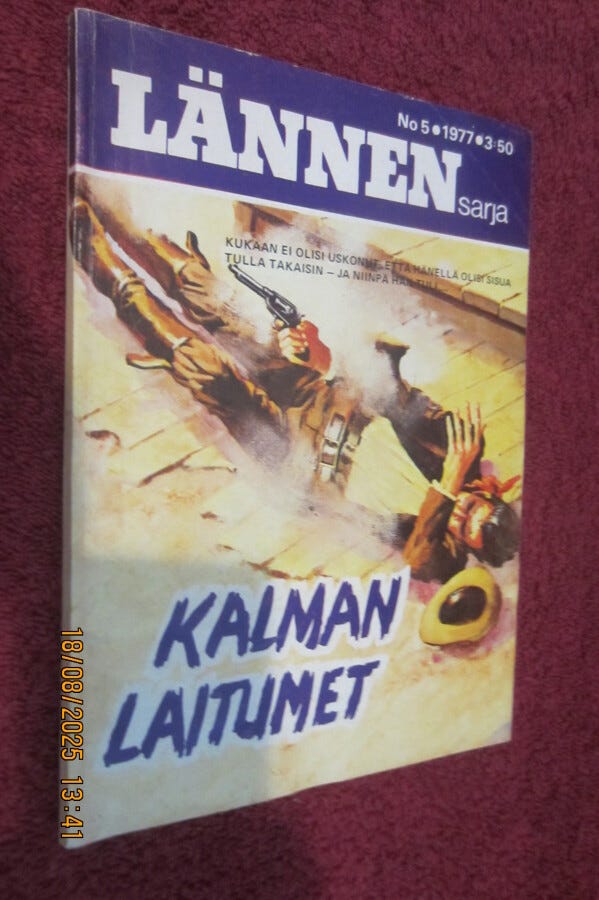 No 5 • 1977 • 3:50
LÄNNEN
sarja
KUKAAN EI OLISI USKONUT, ETTÄ HÄNELLÄ OLISI SISUA
TULLA TAKAISIN – JA NIINPÄ HÄN TULI...
KALMAN
LAITUMET
18/08/2025 13:41